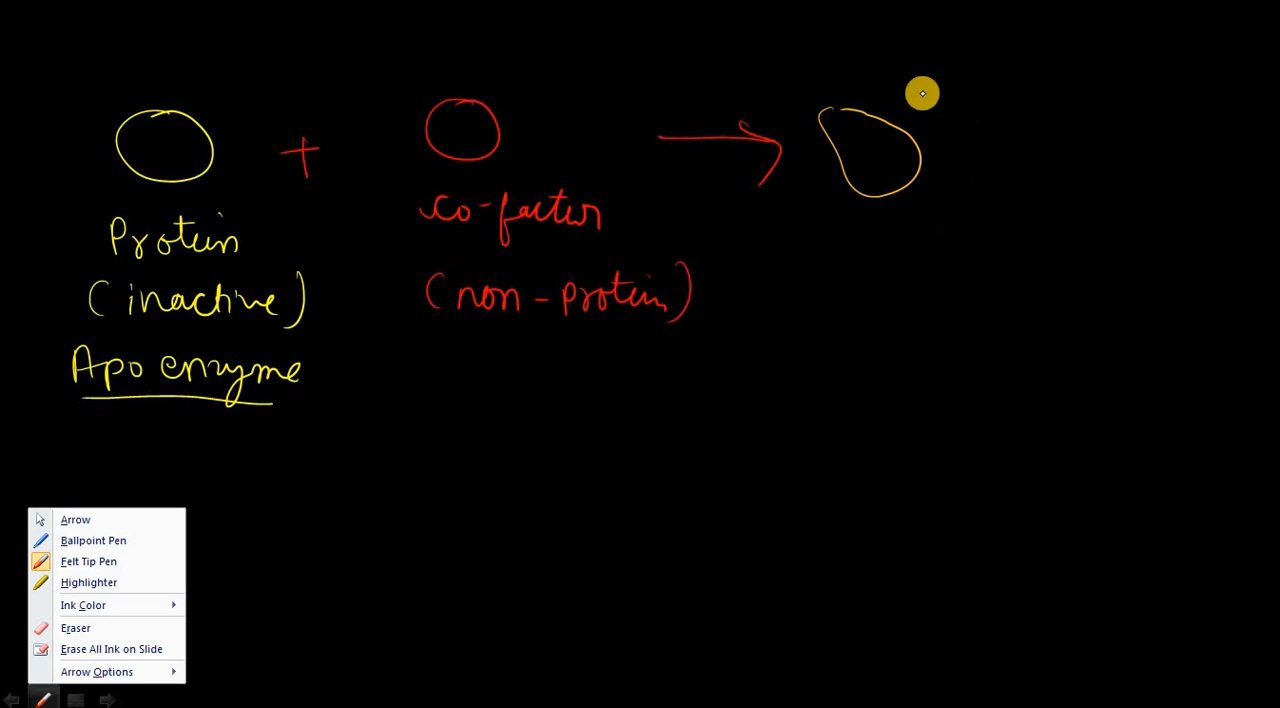 +
Protein
(inactive)
Apo enzyme
co-factor
(non-protein)
Arrow
Ballpoint Pen
Felt Tip Pen
Highlighter
Ink Color
Eraser
Erase All Ink on Slide
Arrow Options